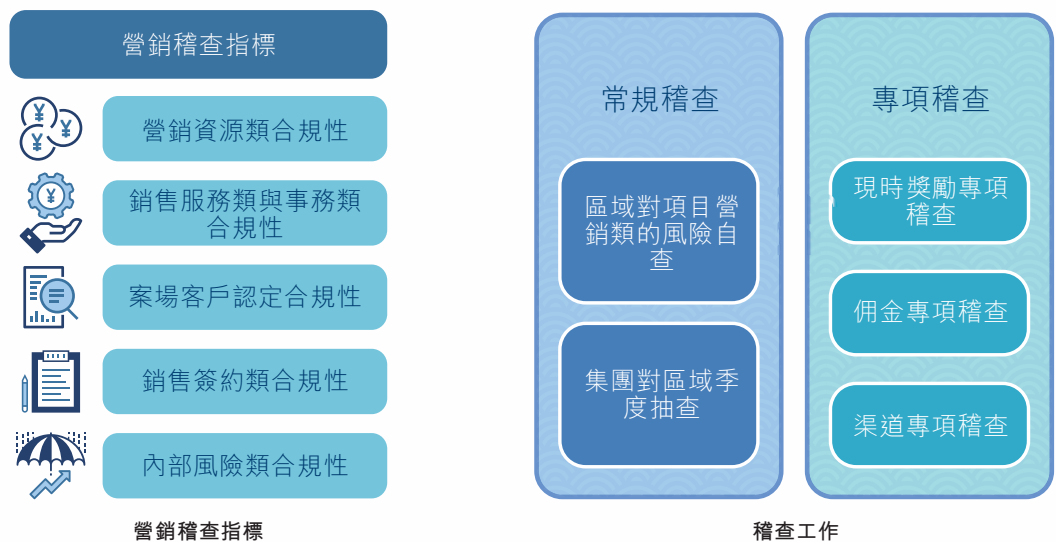 營銷稽查指標
營銷資源類合規性
銷售服務類與事務類
合規性
案場客戶認定合規性
銷售簽約類合規性
內部風險類合規性
營銷稽查指標
常規稽查
區域對項目營
銷類的風險自
查
集團對區域季
度抽查
專項稽查
現時獎勵專項
稽查
佣金專項稽查
渠道專項稽查
稽查工作